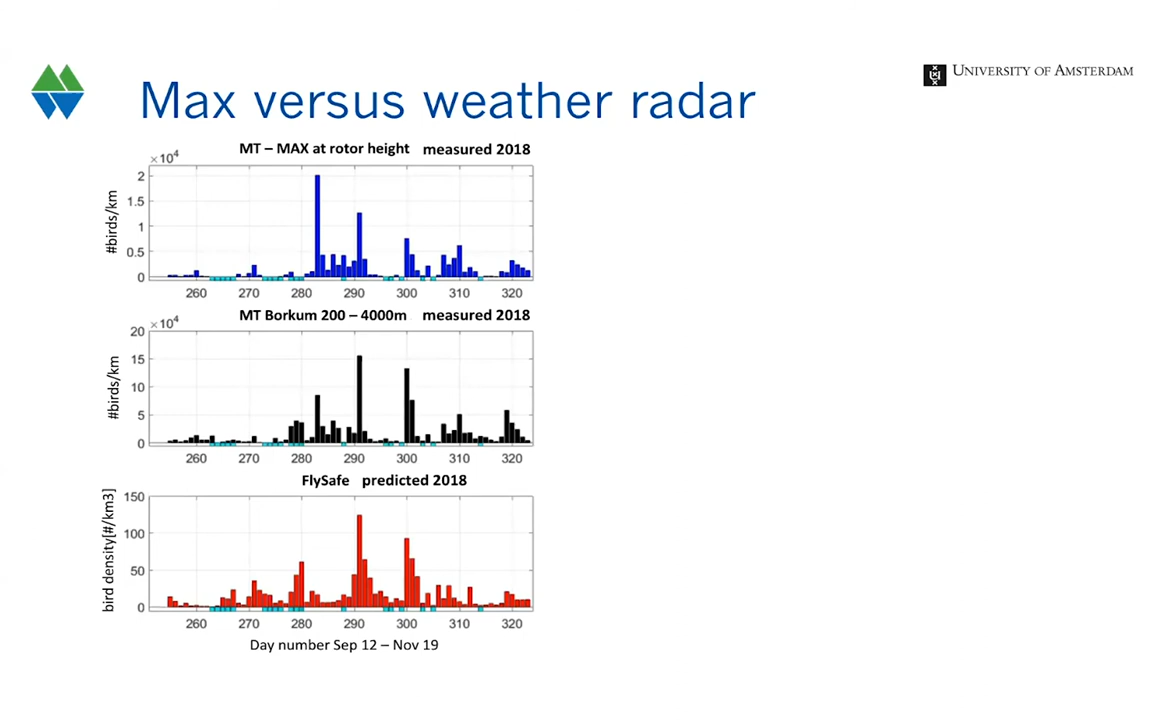 UNIVERSITY OF AMSTERDAM
Max versus weather radar
MT – MAX at rotor height measured 2018
×10⁴
#birds/km
2
1.5
1
0.5
0
260 270 280 290 300 310 320
MT Borkum 200 – 4000m measured 2018
×10⁴
#birds/km
20
15
10
5
0
260 270 280 290 300 310 320
FlySafe predicted 2018
bird density[#/km3]
150
100
50
0
260 270 280 290 300 310 320
Day number Sep 12 – Nov 19